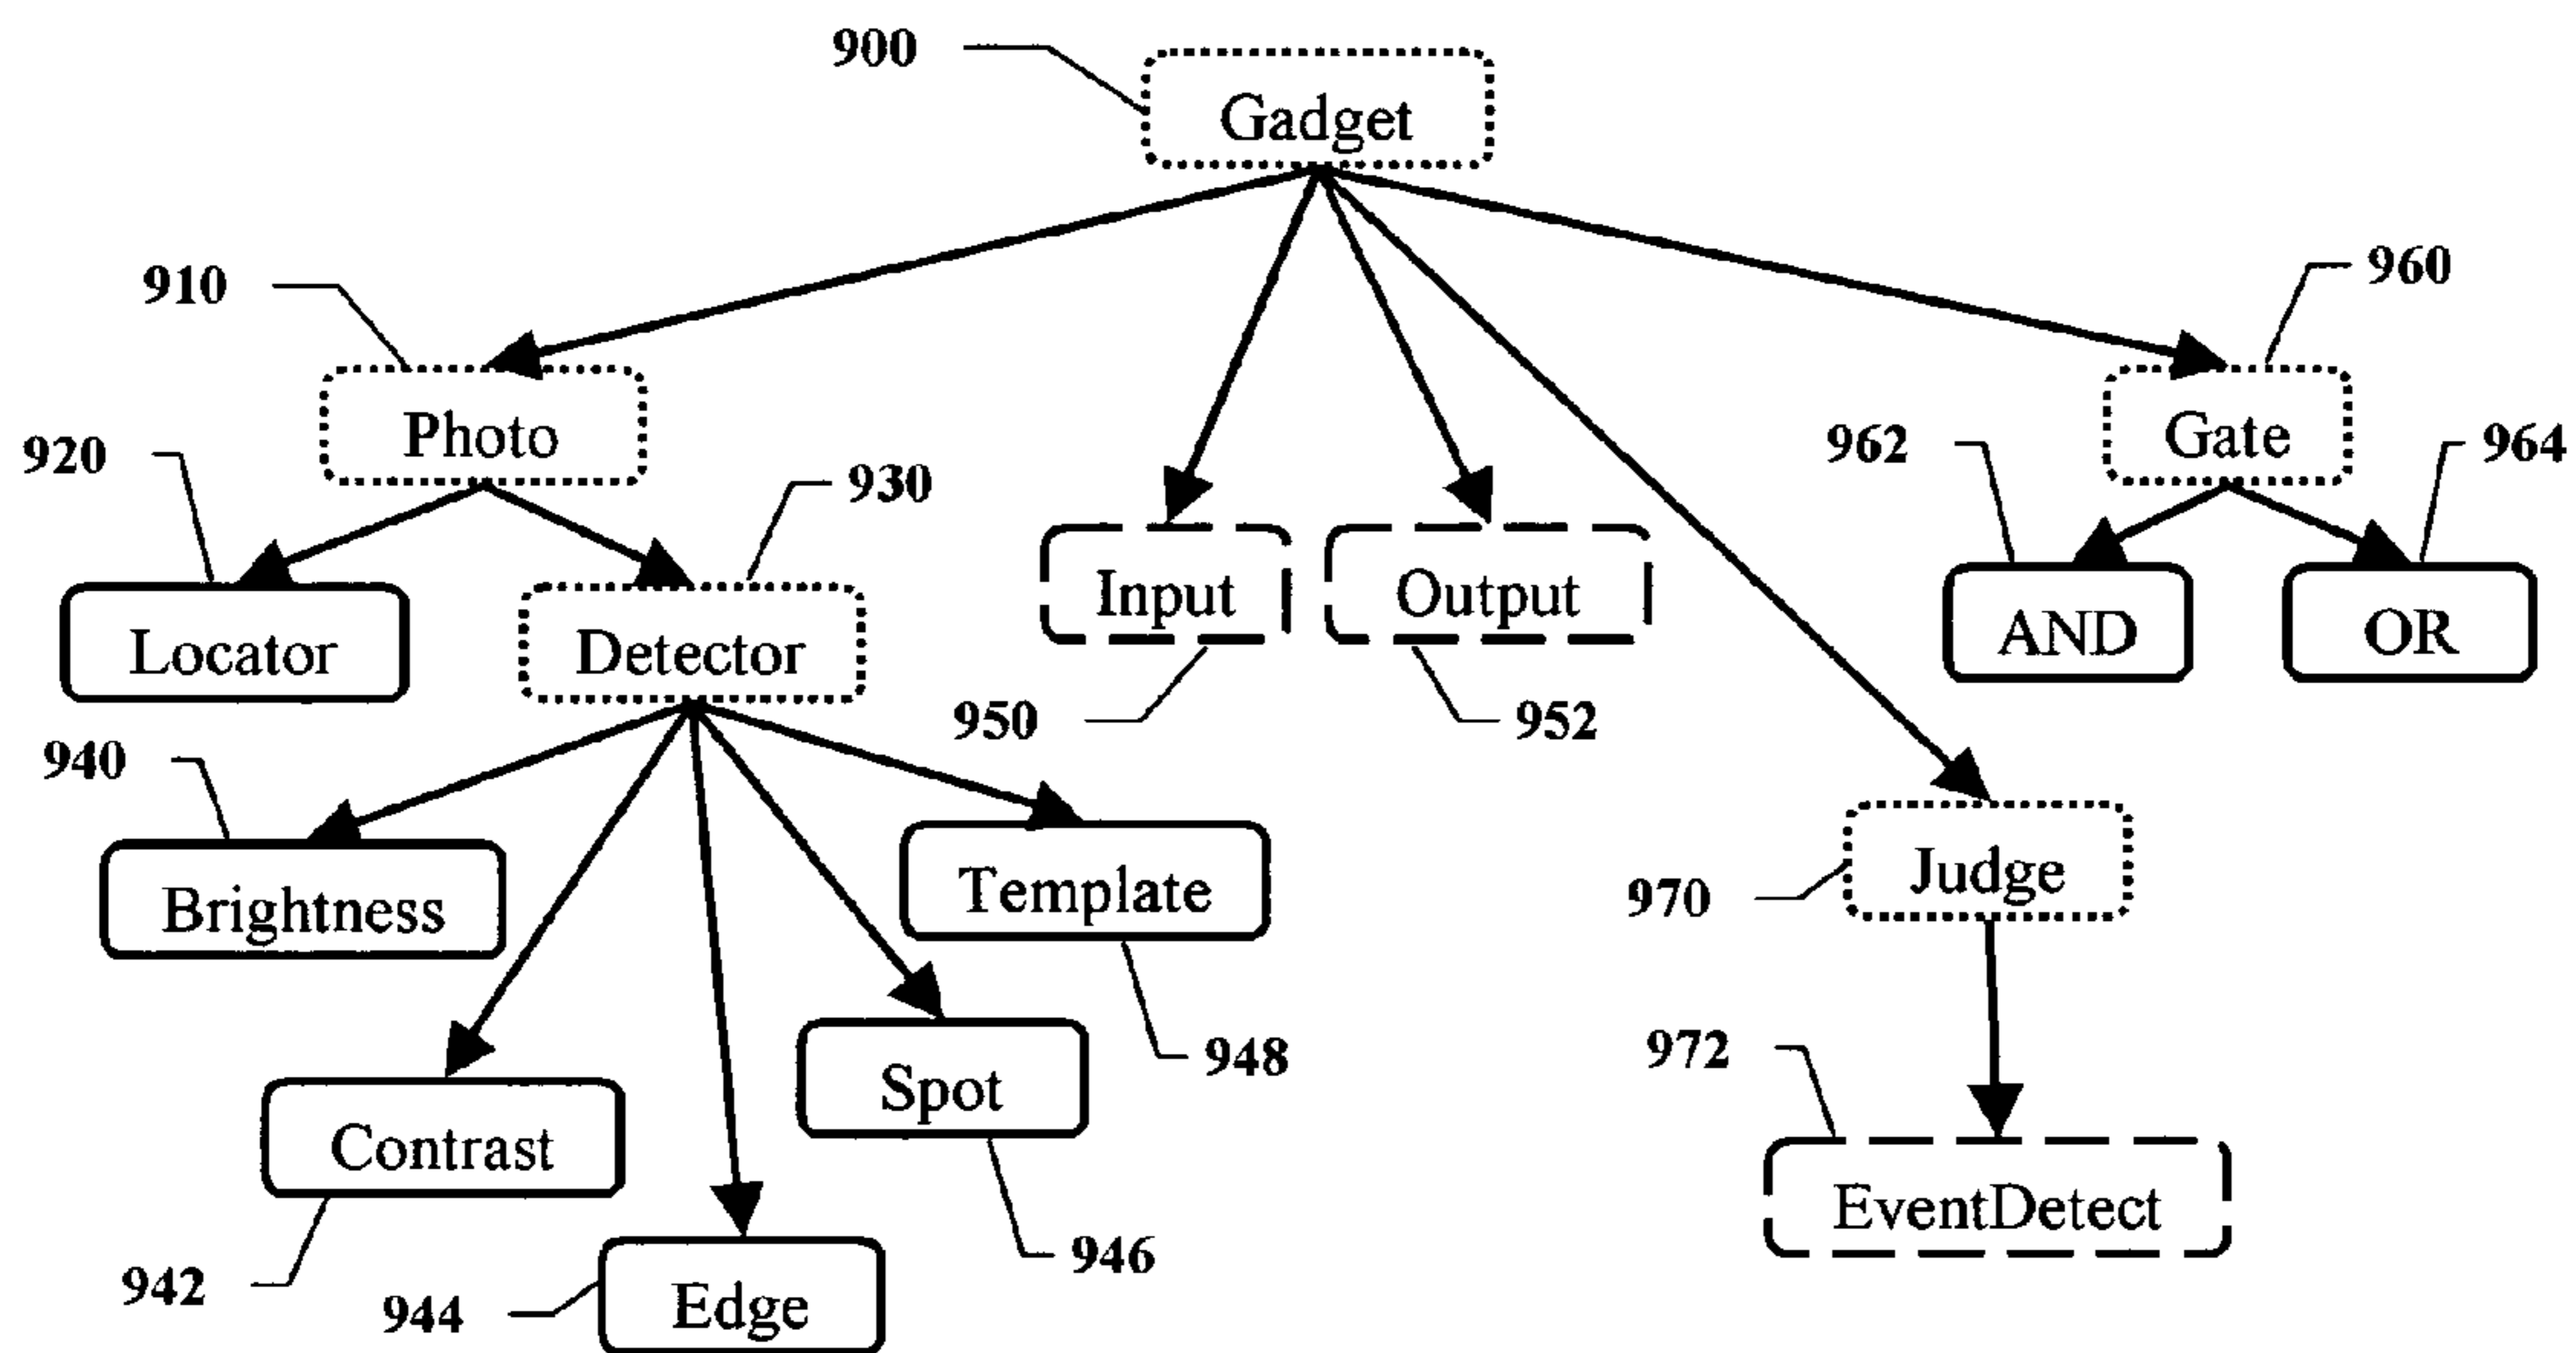 900
Gadget
910
960
Photo
Gate
920
930
962
964
Locator
Detector
Input
Output
AND
OR
950
952
940
Brightness
Template
Judge
970
948
972
Spot
Contrast
946
EventDetect
942
944
Edge